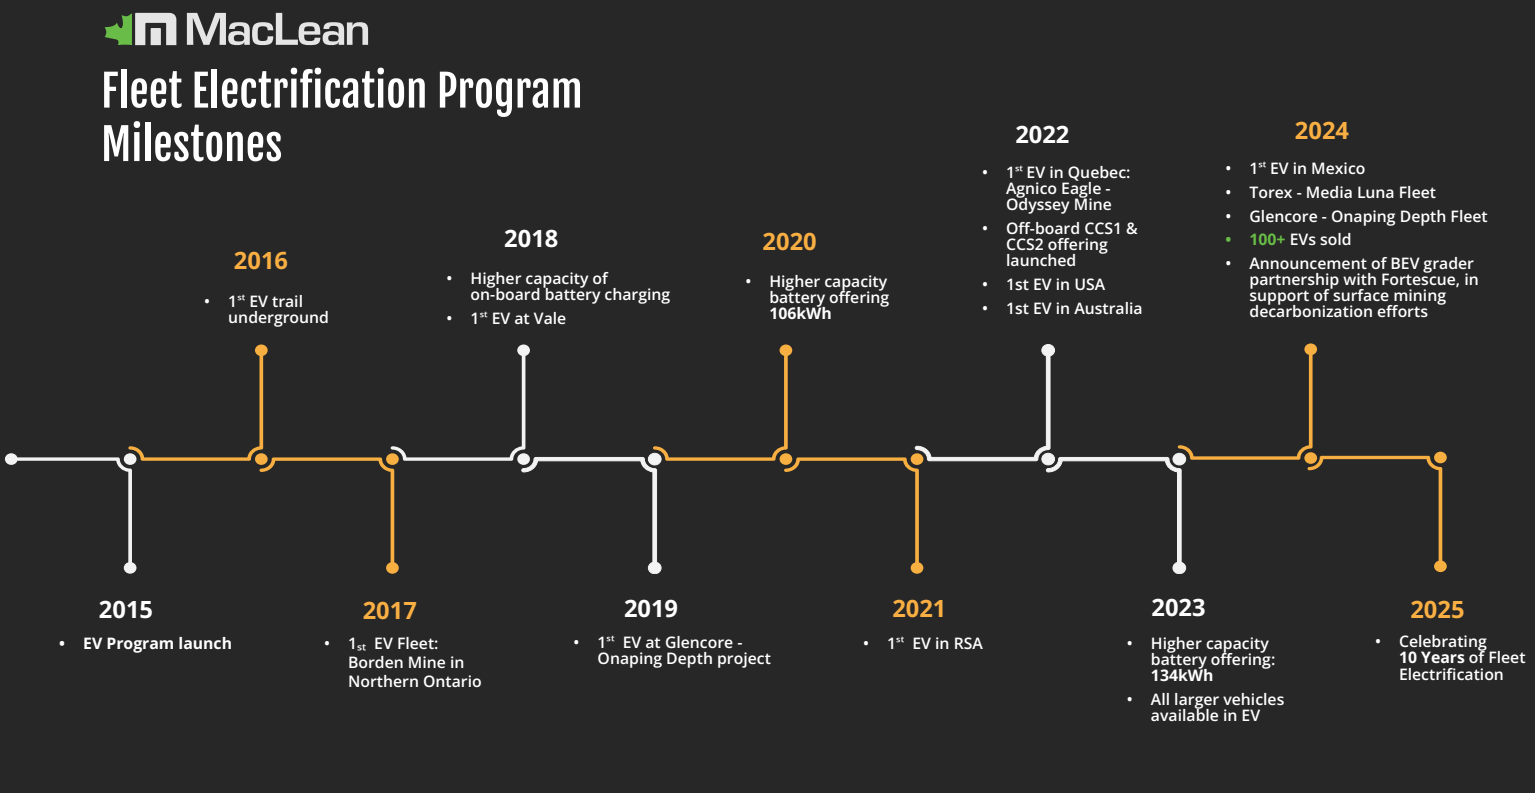 MacLean
Fleet Electrification Program
Milestones
2015
• EV Program launch
2016
• 1st EV trail
underground
2017
• 1st EV Fleet:
Borden Mine in
Northern Ontario
2018
• Higher capacity of
on-board battery charging
• 1st EV at Vale
2019
• 1st EV at Glencore -
Onaping Depth project
2020
• Higher capacity
battery offering
106kWh
2021
• 1st EV in RSA
2022
• 1st EV in Quebec:
Agnico Eagle -
Odyssey Mine
• Off-board CCS1 &
CCS2 offering
launched
• 1st EV in USA
• 1st EV in Australia
2023
• Higher capacity
battery offering:
134kWh
• All larger vehicles
available in EV
2024
• 1st EV in Mexico
• Torex - Media Luna Fleet
• Glencore - Onaping Depth Fleet
• 100+ EVs sold
• Announcement of BEV grader
partnership with Fortescue, in
support of surface mining
decarbonization efforts
2025
• Celebrating
10 Years of Fleet
Electrification